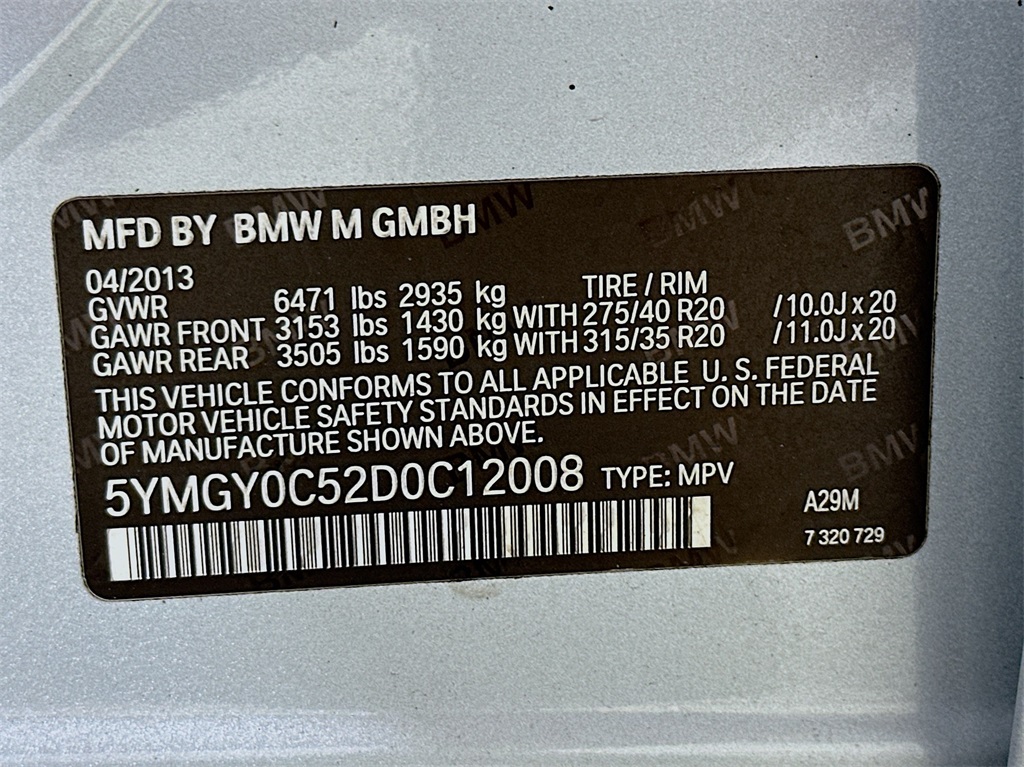 MFD BY BMW M GMBH
04/2013 TIRE / RIM
GVWR 6471 lbs 2935 kg
GAWR FRONT 3153 lbs 1430 kg WITH 275/40 R20 /10.0J x 20
GAWR REAR 3505 lbs 1590 kg WITH 315/35 R20 /11.0J x 20
THIS VEHICLE CONFORMS TO ALL APPLICABLE U. S. FEDERAL
MOTOR VEHICLE SAFETY STANDARDS IN EFFECT ON THE DATE
OF MANUFACTURE SHOWN ABOVE.
5YMGY0C52D0C12008 TYPE: MPV
A29M
7 320 729